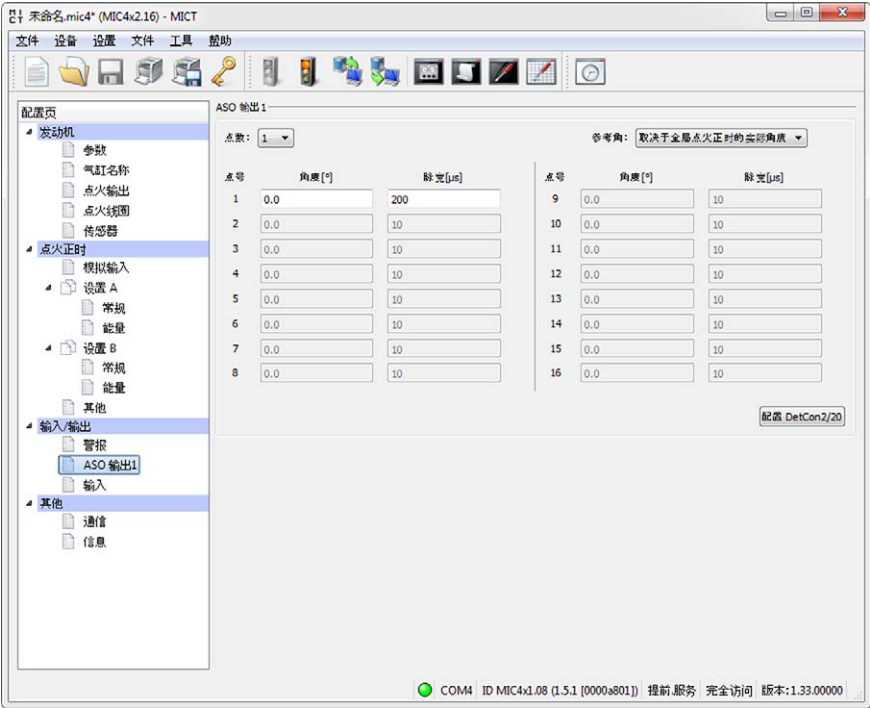 未命名.mic4* (MIC4x2.16) - MICT
文件 设备 设置 文件 工具 帮助
配置页
发动机
参数
气缸名称
点火输出
点火线圈
传感器
点火正时
模拟输入
设置 A
常规
能量
设置 B
常规
能量
其他
输入/输出
警报
ASO 输出1
输入
其他
通信
信息
ASO 输出1
点数: 1 参考角: 取决于全局点火正时的实际角度
点号 角度[°] 脉宽[μs] 点号 角度[°] 脉宽[μs]
1 0.0 200 9 0.0 10
2 0.0 10 10 0.0 10
3 0.0 10 11 0.0 10
4 0.0 10 12 0.0 10
5 0.0 10 13 0.0 10
6 0.0 10 14 0.0 10
7 0.0 10 15 0.0 10
8 0.0 10 16 0.0 10
配置 DetCon2/20
COM4 ID MIC4x1.08 (1.5.1 [0000a801]) 提前.服务 完全访问 版本:1.33.00000